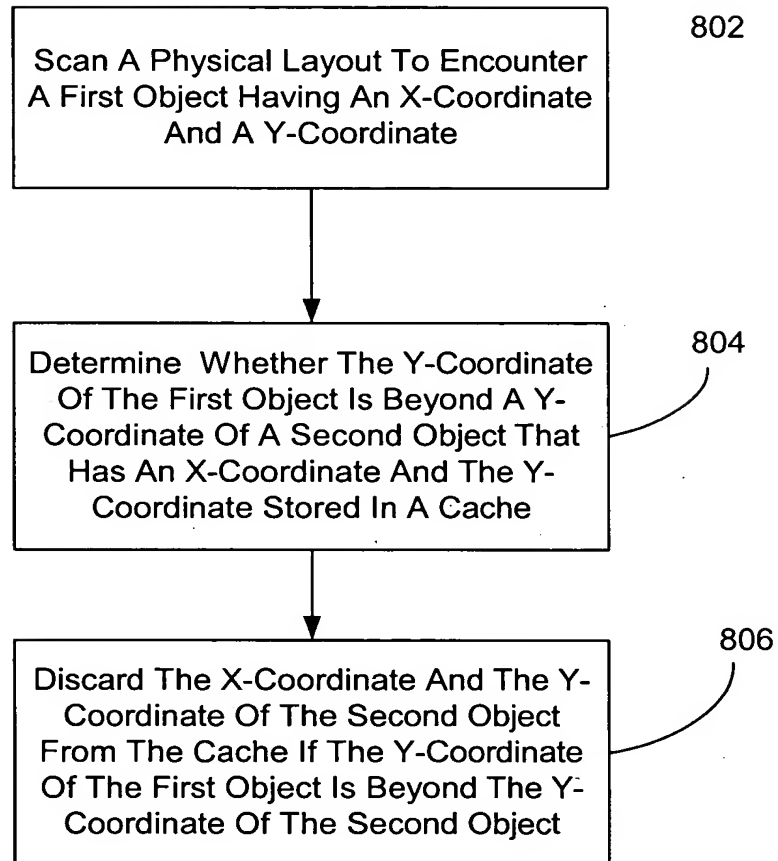 802
Scan A Physical Layout To Encounter
A First Object Having An X-Coordinate
And A Y-Coordinate
804
Determine Whether The Y-Coordinate
Of The First Object Is Beyond A Y-
Coordinate Of A Second Object That
Has An X-Coordinate And The Y-
Coordinate Stored In A Cache
806
Discard The X-Coordinate And The Y-
Coordinate Of The Second Object
From The Cache If The Y-Coordinate
Of The First Object Is Beyond The Y-
Coordinate Of The Second Object